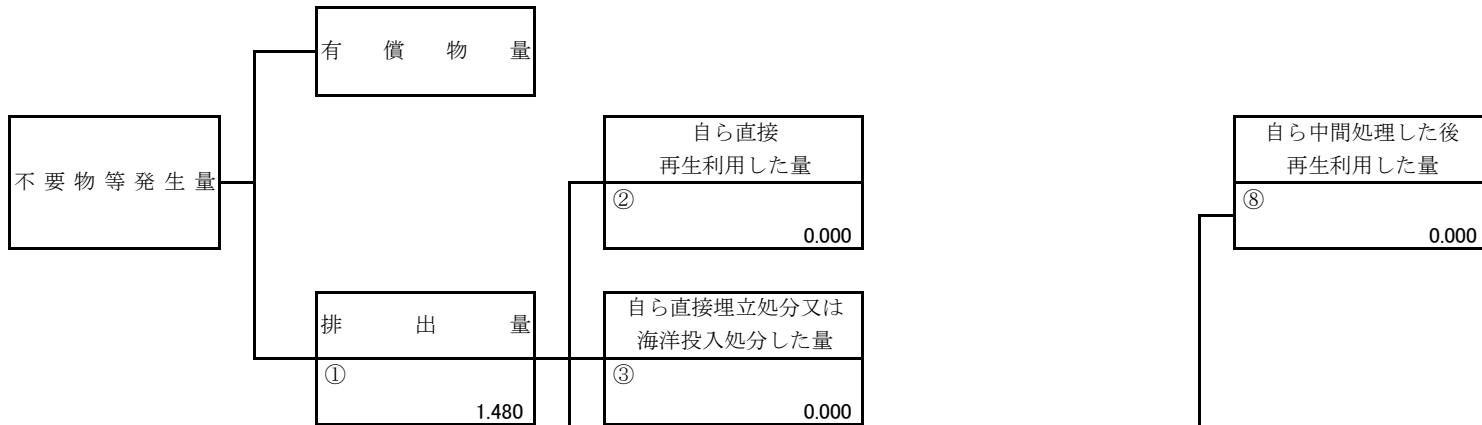 有償物量
不要物等発生量
自ら直接
再生利用した量
②
0.000
自ら中間処理した後
再生利用した量
⑧
0.000
排出量
①
1.480
自ら直接埋立処分又は
海洋投入処分した量
③
0.000